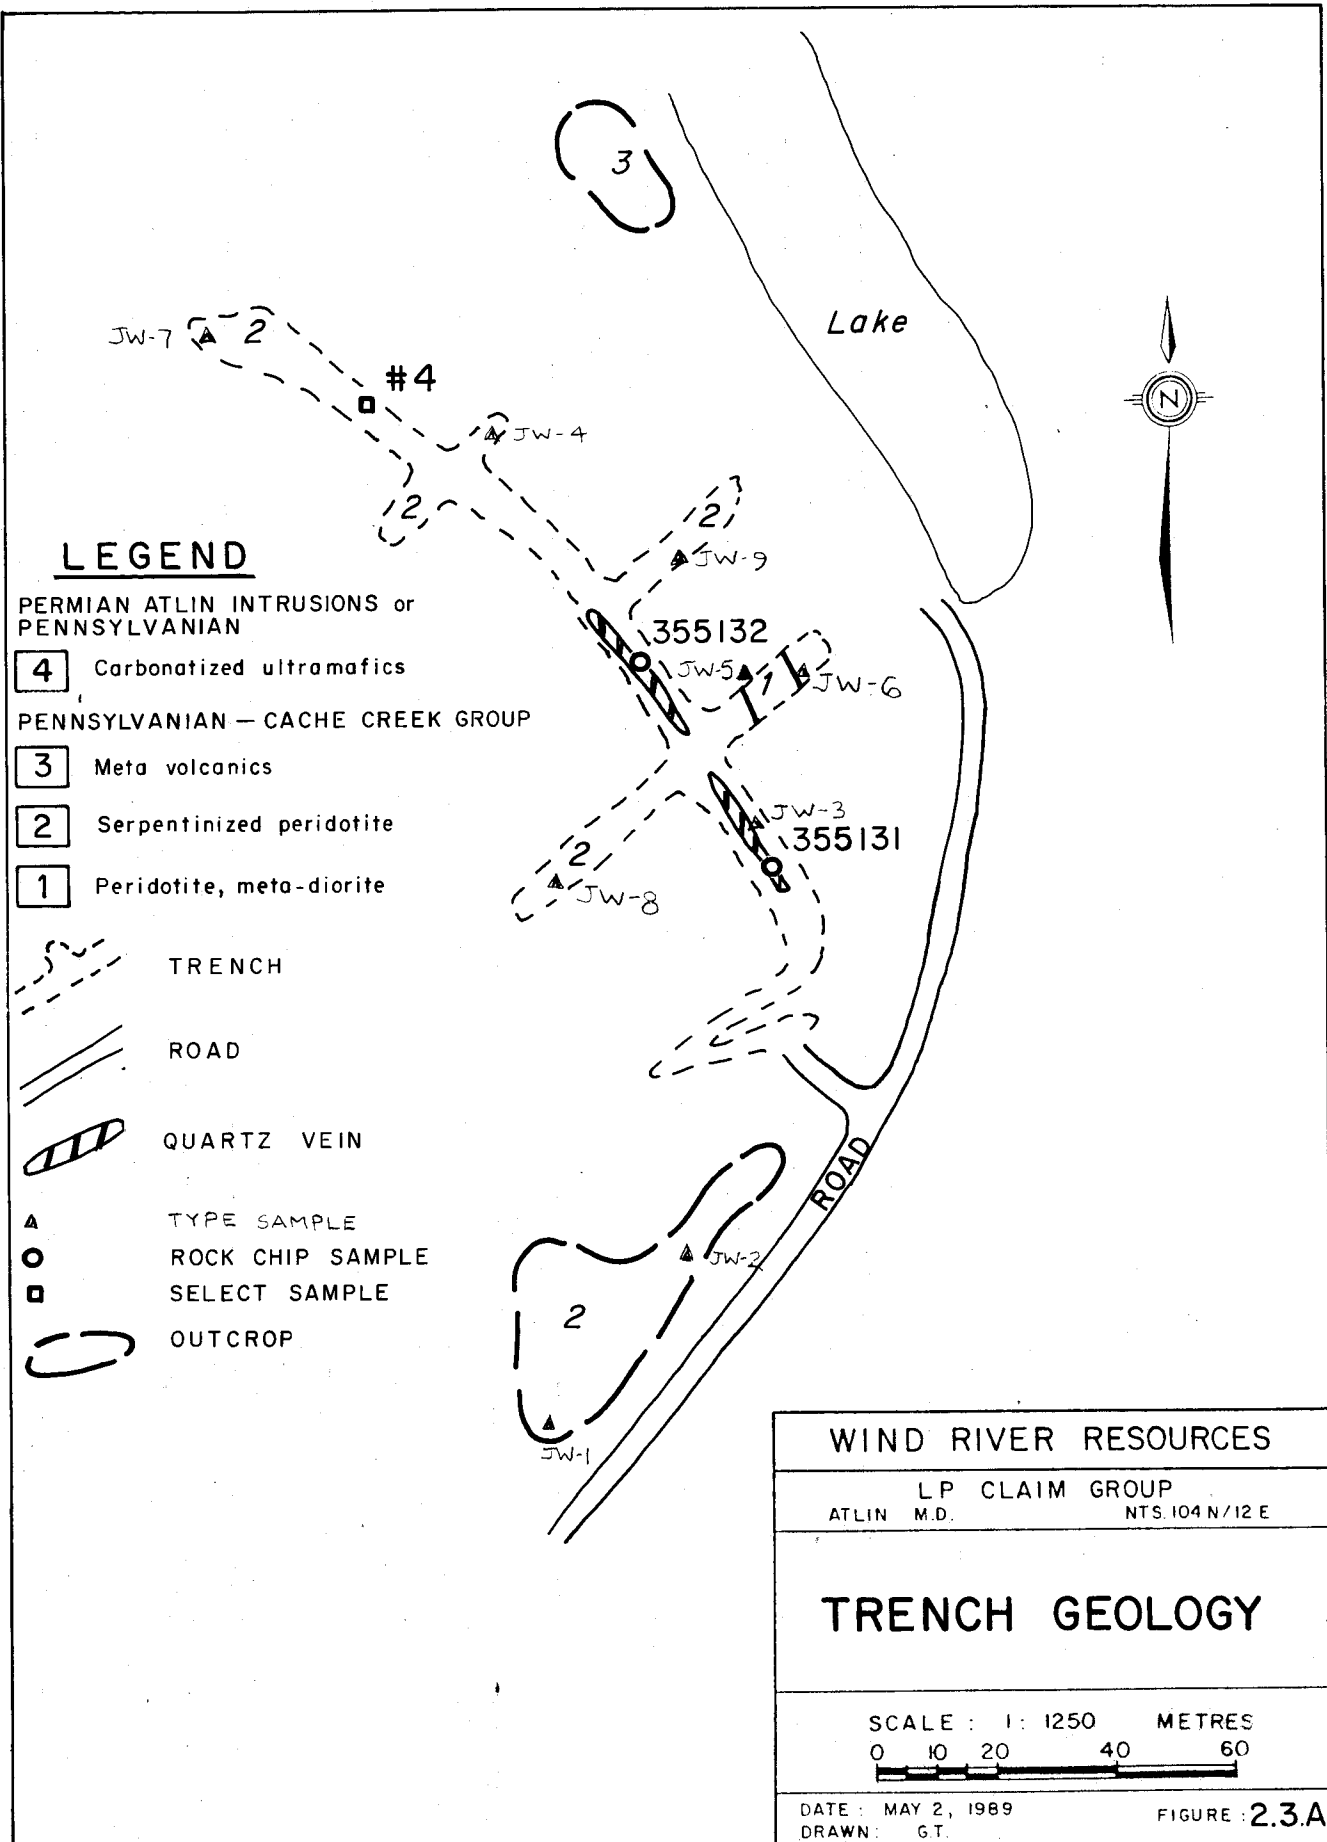 3
Lake
N
JW-7
2
#4
JW-4
2
2
JW-9
LEGEND
PERMIAN ATLIN INTRUSIONS or
PENNSYLVANIAN
4 Carbonatized ultramafics
PENNSYLVANIAN — CACHE CREEK GROUP
3 Meta volcanics
2 Serpentinized peridotite
1 Peridotite, meta-diorite
TRENCH
ROAD
QUARTZ VEIN
TYPE SAMPLE
ROCK CHIP SAMPLE
SELECT SAMPLE
OUTCROP
355132
JW-5
1
JW-6
JW-3
355131
2
JW-8
ROAD
JW-2
2
JW-1
WIND RIVER RESOURCES
LP CLAIM GROUP
ATLIN M.D. NTS. 104 N/12 E
TRENCH GEOLOGY
SCALE : 1: 1250 METRES
0 10 20 40 60
DATE : MAY 2, 1989
DRAWN: G.T.
FIGURE : 2.3.A